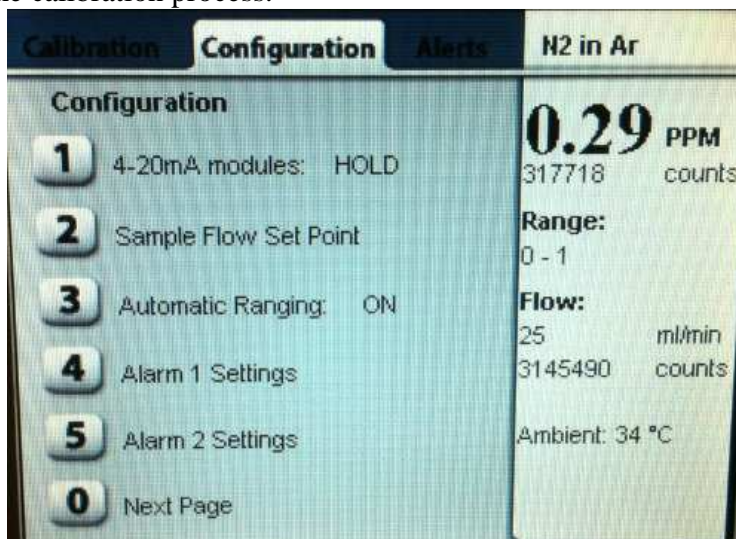 Calibration Configuration Alerts N2 in Ar
Configuration
1 4-20mA modules: HOLD
2 Sample Flow Set Point
3 Automatic Ranging: ON
4 Alarm 1 Settings
5 Alarm 2 Settings
0 Next Page
0.29 PPM
317718 counts
Range:
0 - 1
Flow:
25 ml/min
3145490 counts
Ambient: 34 °C